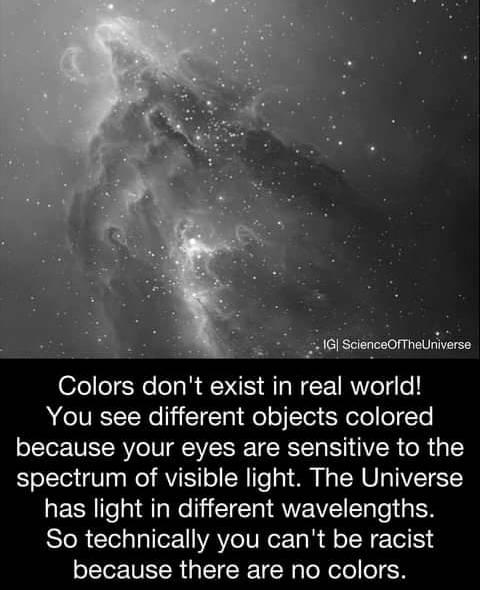 IG| ScienceOfTheUniverse
Colors don't exist in real world!
You see different objects colored
because your eyes are sensitive to the
spectrum of visible light. The Universe
has light in different wavelengths.
So technically you can't be racist
because there are no colors.